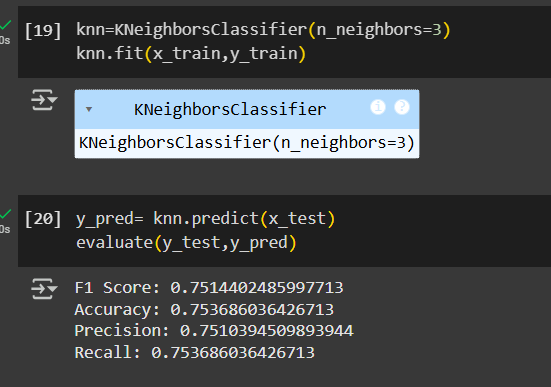 [19] knn=KNeighborsClassifier(n_neighbors=3)
knn.fit(x_train,y_train)
KNeighborsClassifier
KNeighborsClassifier(n_neighbors=3)
[20] y_pred= knn.predict(x_test)
0s
evaluate(y_test,y_pred)
F1 Score: 0.7514402485997713
Accuracy: 0.753686036426713
Precision: 0.7510394509893944
Recall: 0.753686036426713